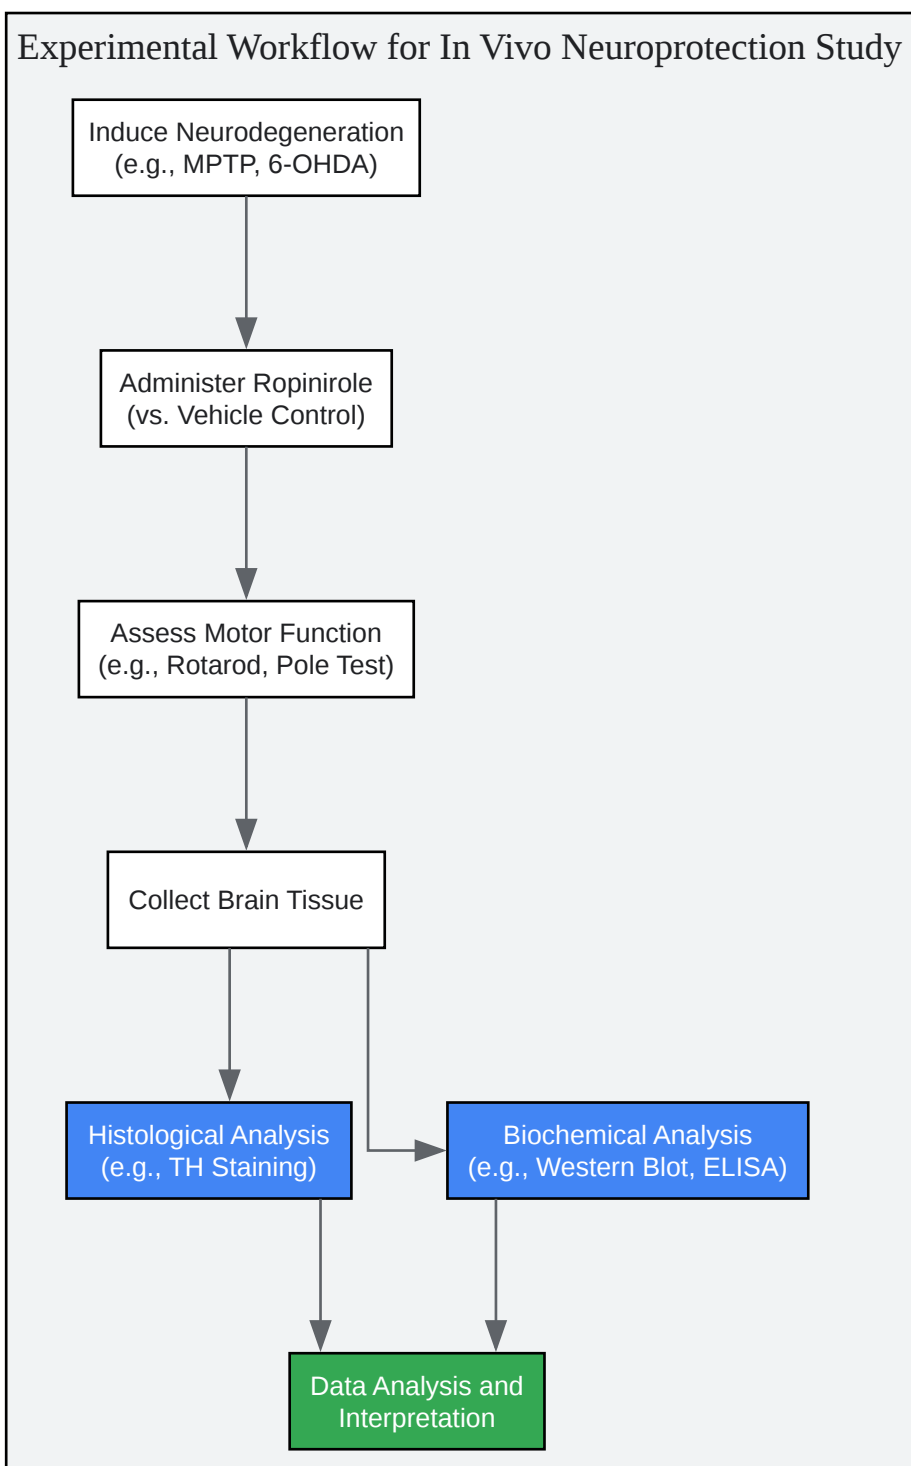 Experimental Workflow for In Vivo Neuroprotection Study
Induce Neurodegeneration
(e.g., MPTP, 6-OHDA)
Administer Ropinirole
(vs. Vehicle Control)
Assess Motor Function
(e.g., Rotarod, Pole Test)
Collect Brain Tissue
Histological Analysis
(e.g., TH Staining)
Biochemical Analysis
(e.g., Western Blot, ELISA)
Data Analysis and
Interpretation